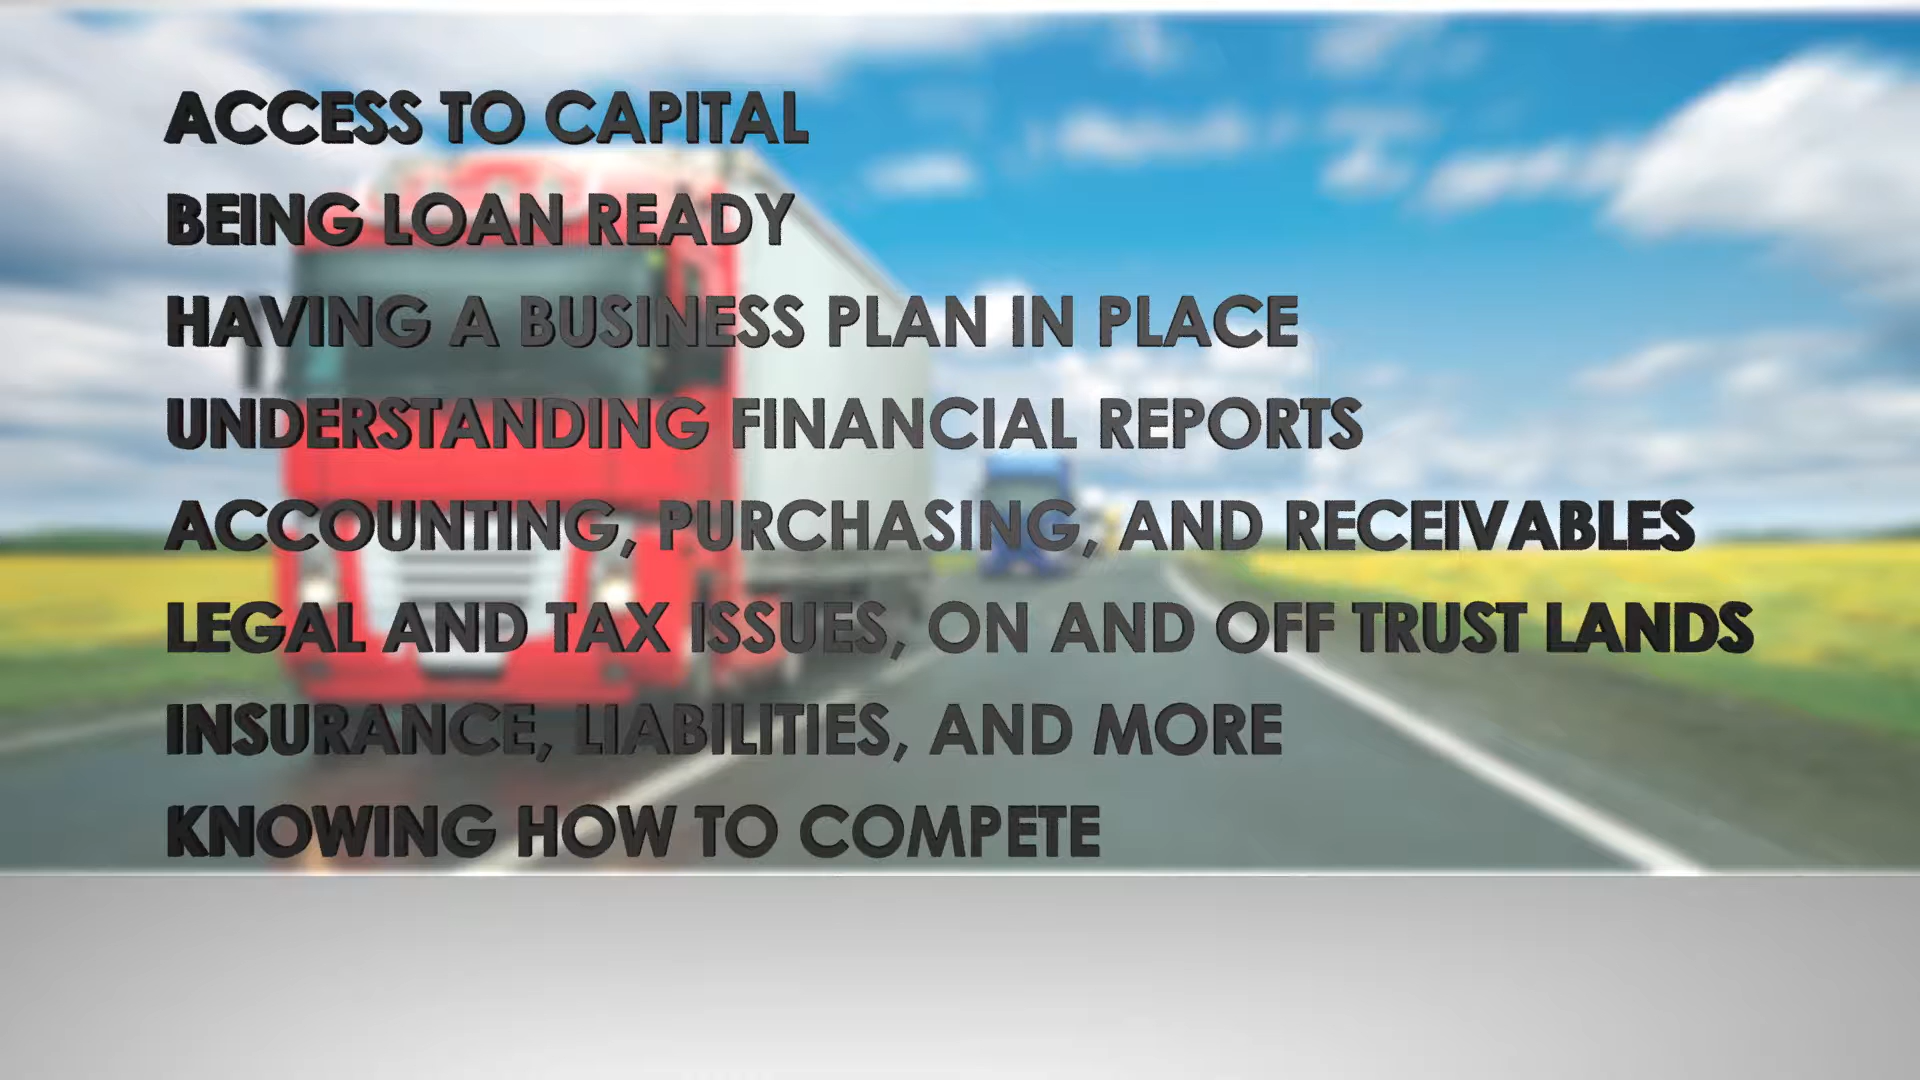 ACCESS TO CAPITAL
BEING LOAN READY
HAVING A BUSINESS PLAN IN PLACE
UNDERSTANDING FINANCIAL REPORTS
ACCOUNTING, PURCHASING, AND RECEIVABLES
LEGAL AND TAX ISSUES, ON AND OFF TRUST LANDS
INSURANCE, LIABILITIES, AND MORE
KNOWING HOW TO COMPETE